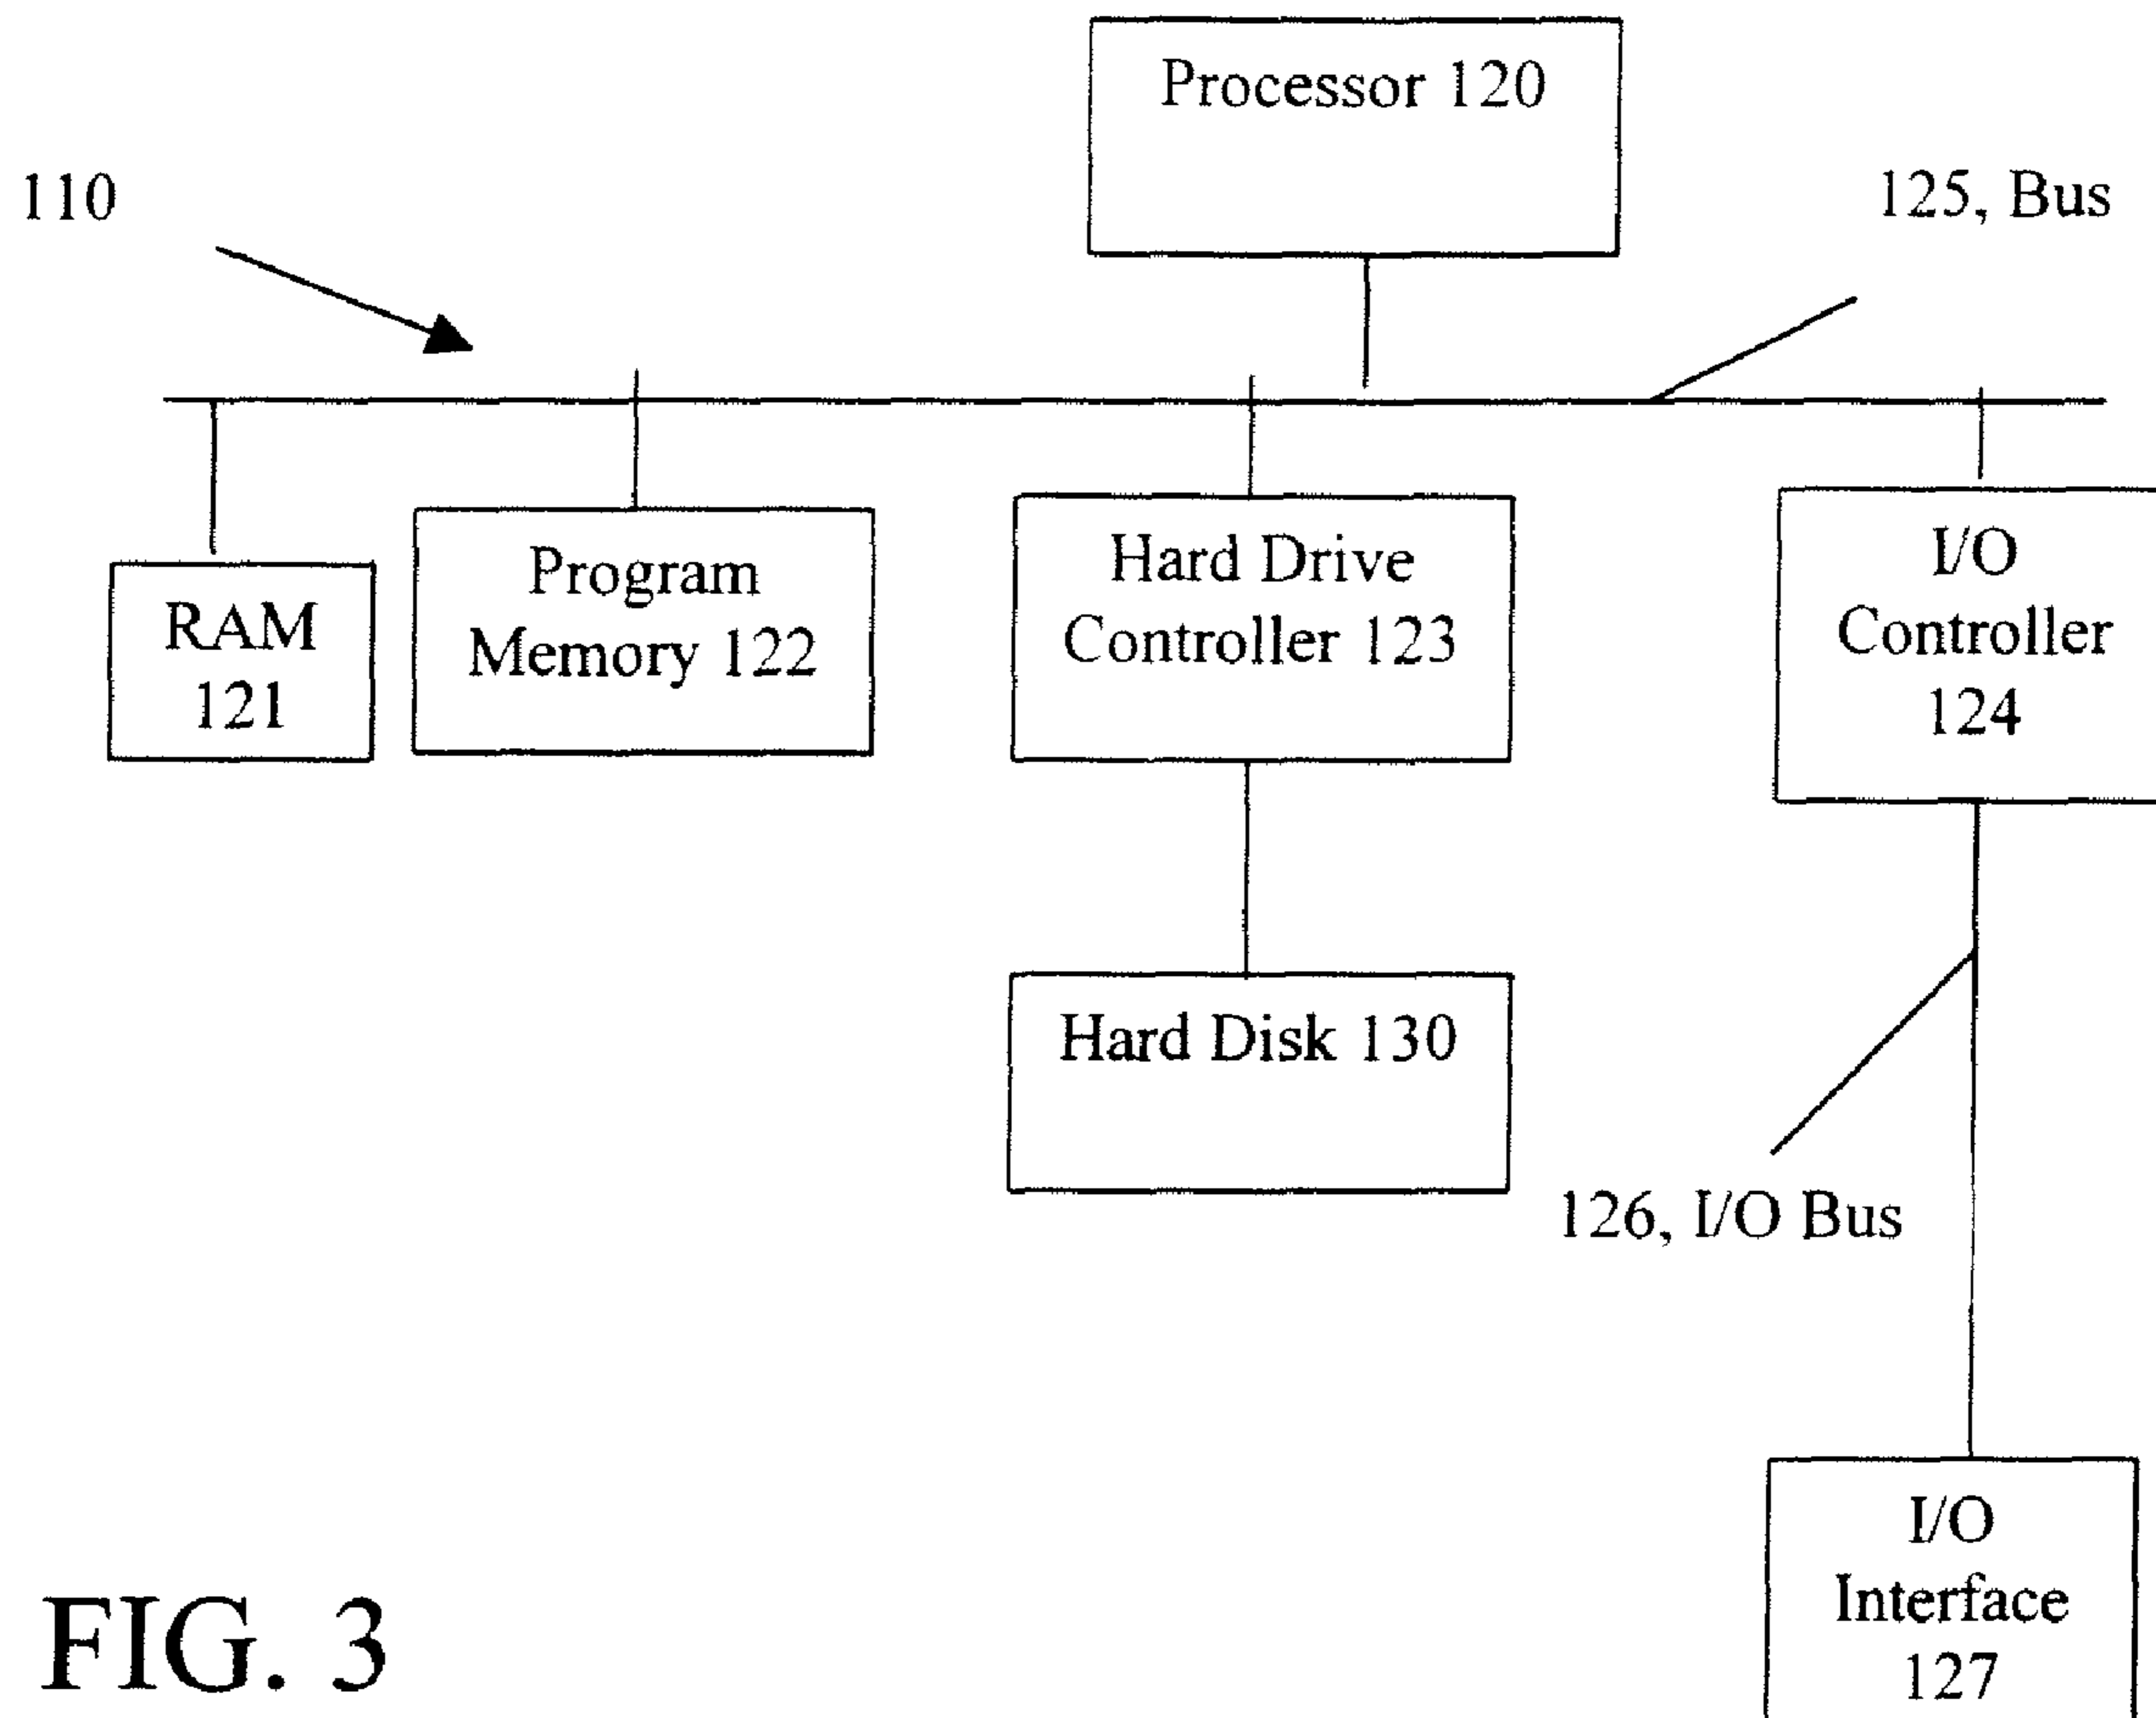 Processor 120
110
125, Bus
RAM
121
Program
Memory 122
Hard Drive
Controller 123
I/O
Controller
124
Hard Disk 130
126, I/O Bus
I/O
Interface
127
FIG. 3